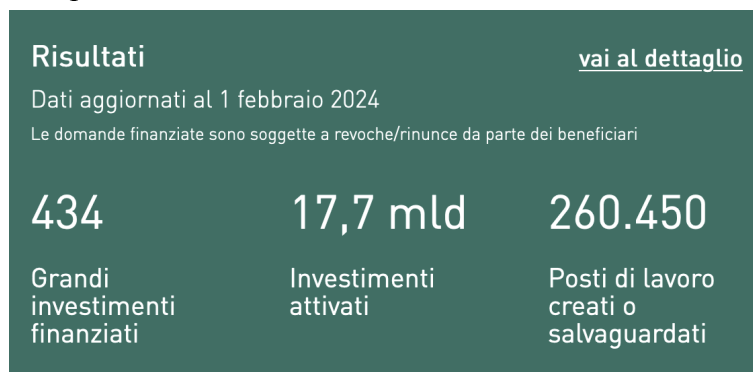 Risultati
vai al dettaglio
Dati aggiornati al 1 febbraio 2024
Le domande finanziate sono soggette a revoche/rinunce da parte dei beneficiari
434
17,7 mld
260.450
Grandi
investimenti
finanziati
Investimenti
attivati
Posti di lavoro
creati o
salvaguardati